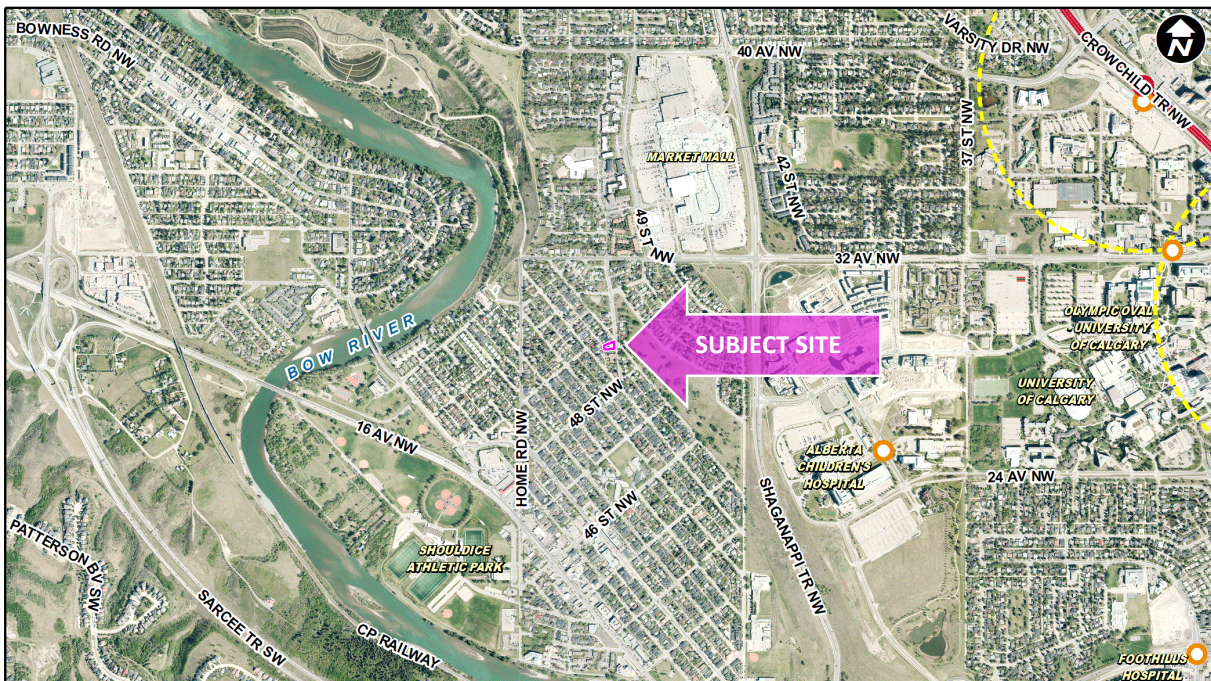 BOWNESS RD NW
40 AV NW
VARSITY DR NW
CROWCHILD TR NW
N
37 ST NW
MARKET MALL
42 ST NW
49 ST NW
32 AV NW
BOW RIVER
SUBJECT SITE
OLYMPIC OVAL
- UNIVERSITY
OF CALGARY
UNIVERSITY
OF CALGARY
48 ST NW
16 AV NW
HOME RD NW
ALBERTA
CHILDREN'S
HOSPITAL
24 AV NW
46 ST NW
SHAGANAPPI TR NW
SHOULDICE
ATHLETIC PARK
PATTERSON BV SW
SARCEE TR SW
CP RAILWAY
FOOTHILLS
HOSPITAL